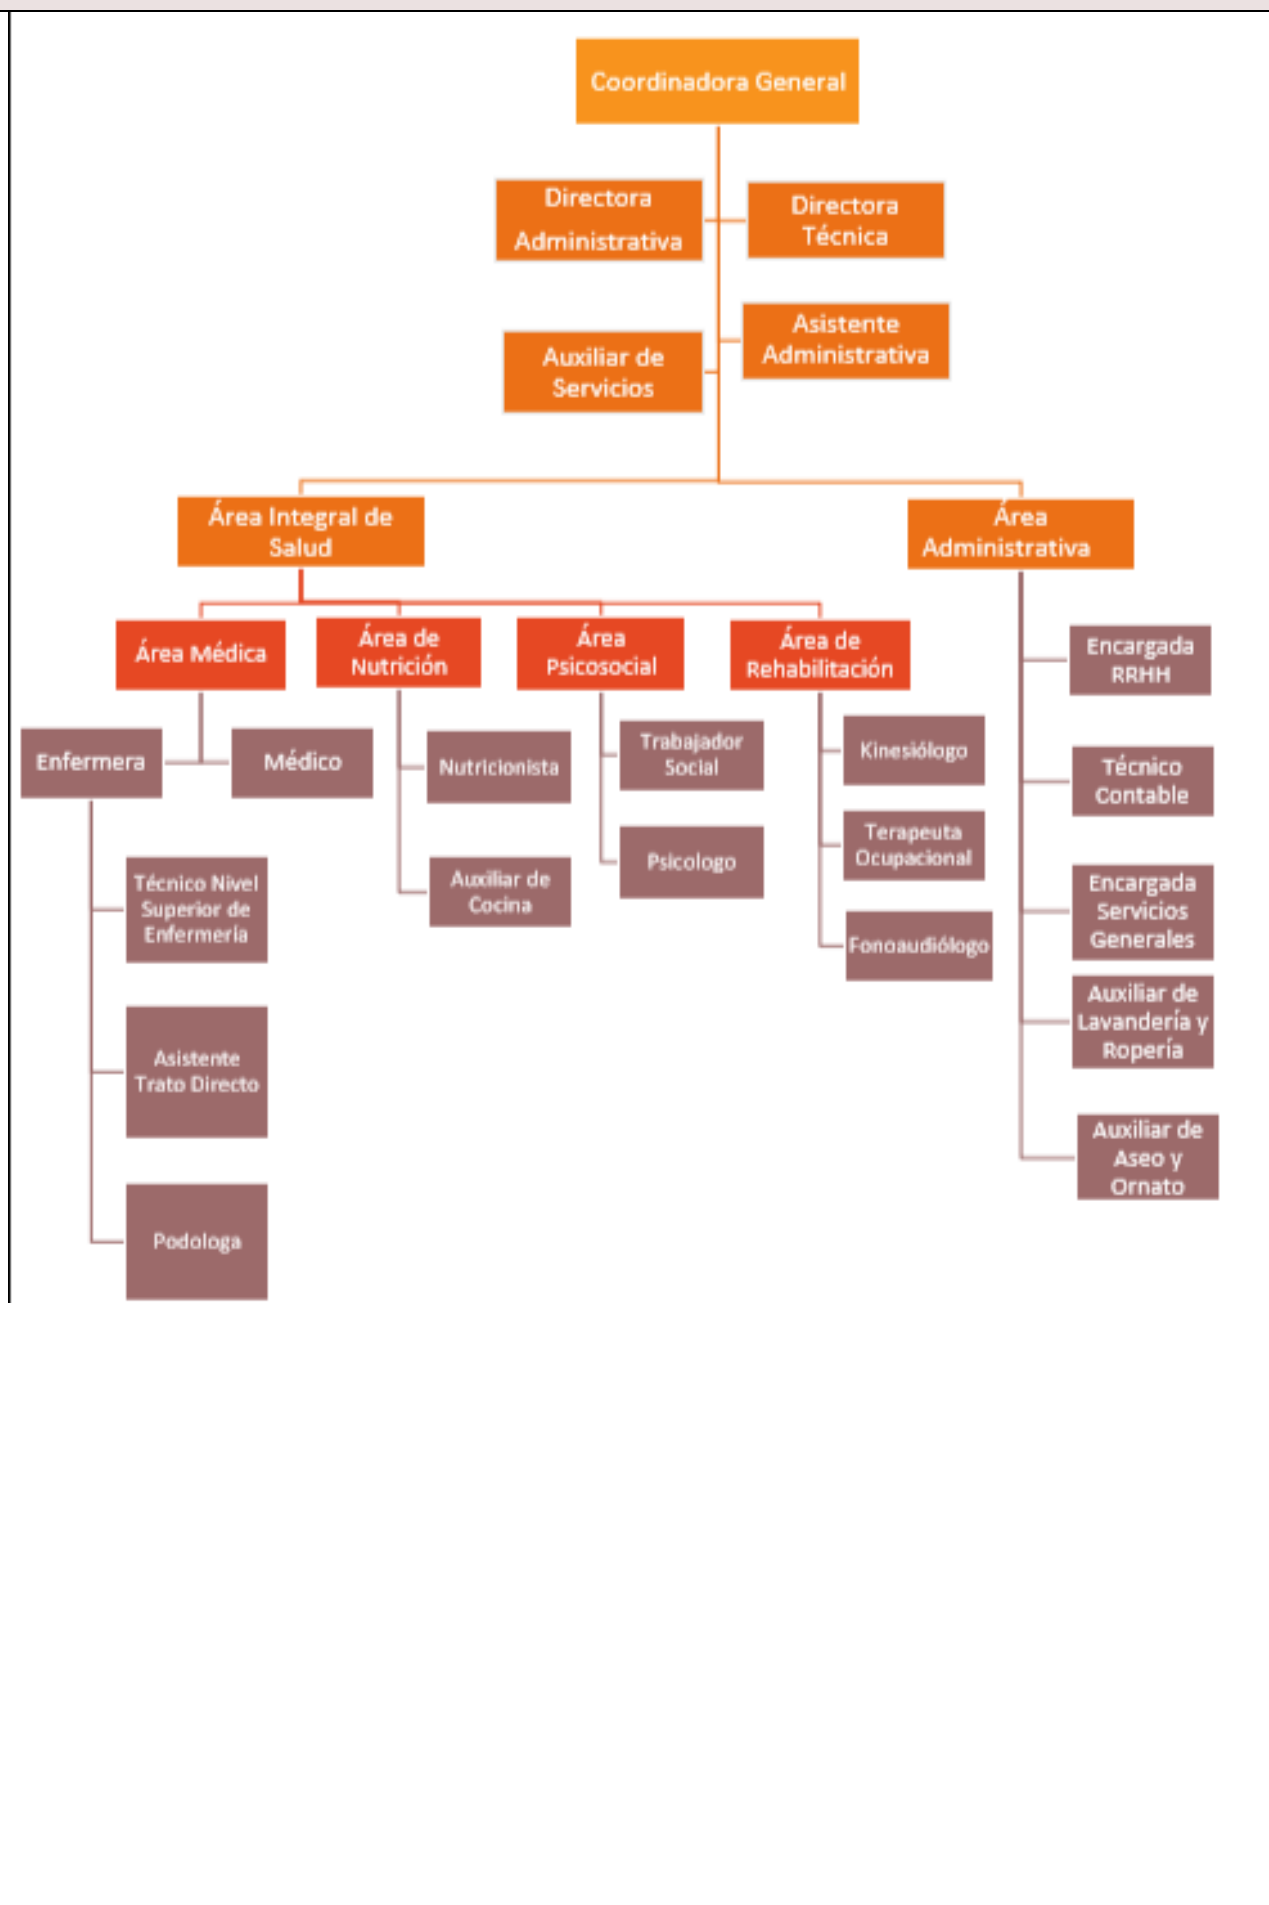 Coordinadora General
Directora
Administrativa
Directora
Técnica
Asistente
Administrativa
Auxiliar de
Servicios
Área Integral de
Salud
Área
Administrativa
Área Médica
Área de
Nutrición
Área
Psicosocial
Área de
Rehabilitación
Encargada
RRHH
Enfermera
Médico
Nutricionista
Trabajador
Social
Kinesiólogo
Técnico
Contable
Terapeuta
Ocupacional
Psicologo
Técnico Nivel
Superior de
Enfermería
Auxiliar de
Cocina
Encargada
Servicios
Generales
Fonoaudiólogo
Auxiliar de
Lavandería y
Ropería
Asistente
Trato Directo
Auxiliar de
Aseo y
Ornato
Podologa